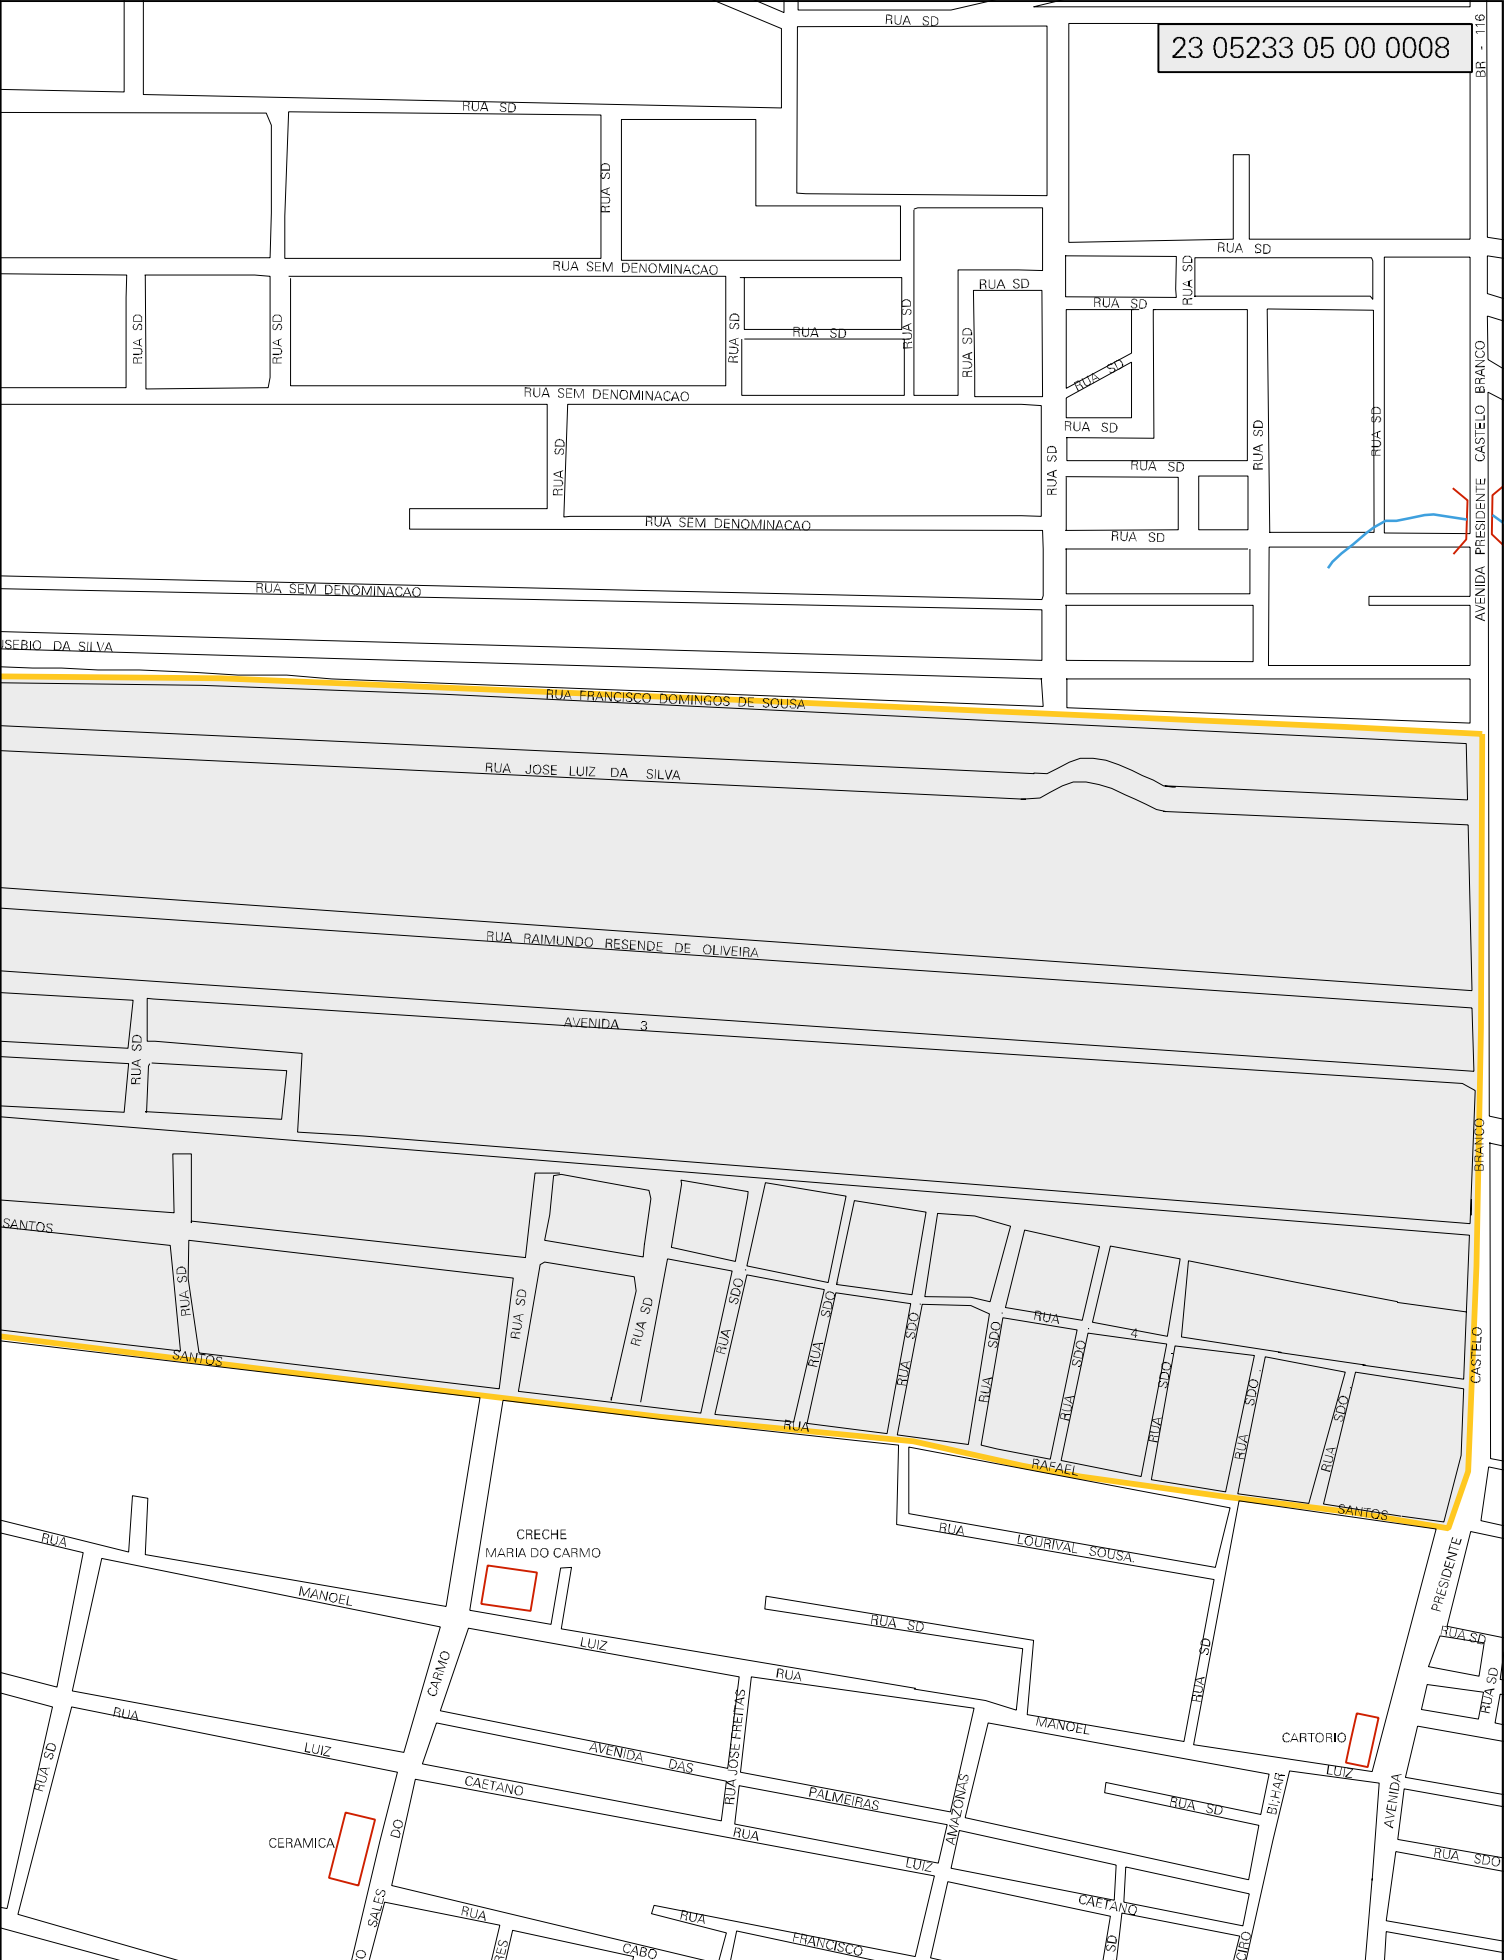 RUA SD
23 05233 05 00 0008
BR - 116
RUA SD
RUA SD
RUA SD
RUA SEM DENOMINACAO
RUA SD
RUA SD
RUA SD
RUA SD
RUA SD
RUA SD
RUA SD
RUA SD
RUA SD
RUA SD
RUA SD
AVENIDA PRESIDENTE CASTELO BRANCO
RUA SD
RUA SEM DENOMINACAO
RUA SD
RUA SD
RUA SD
RUA SD
RUA SD
RUA SD
RUA SEM DENOMINACAO
RUA SD
RUA SEM DENOMINACAO
SEBIO DA SILVA
RUA FRANCISCO DOMINGOS DE SOUSA
RUA JOSE LUIZ DA SILVA
RUA RAIMUNDO RESENDE DE OLIVEIRA
AVENIDA 3
RUA SD
BRANCO
SANTOS
RUA SD
RUA SD
RUA SD
RUA SDO
RUA SDO
RUA SDO
RUA SDO
RUA 4
RUA SDO
RUA SDO
RUA SDO
RUA SDO
CASTELO
SANTOS
RUA
RAFAEL
SANTOS
RUA
CRECHE
MARIA DO CARMO
RUA LOURIVAL SOUSA
PRESIDENTE
MANOEL
RUA SD
RUA SD
LUIZ
RUA
RUA SD
RUA SD
CARMO
RUA
LUIZ
RUA JOSE FREITAS
MANOEL
CARTORIO
LUIZ
RUA SD
AVENIDA DAS
PALMEIRAS
CAETANO
AMAZONAS
RUA SD
AVENIDA
CERAMICA
DO
RUA
LUIZ
RUA SDO
SALES
RUA
RUA
CAETANO
CABO
FRANCISCO
SD